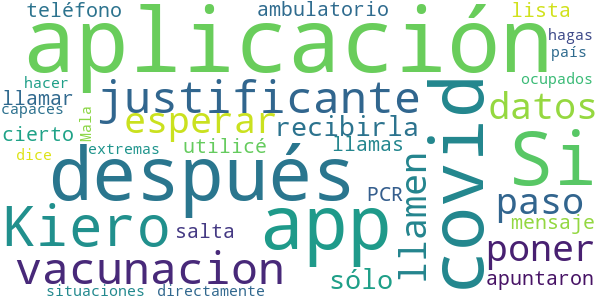 teléfono ambulatorio lista
aplicación hagas
país
hacer ocupados
llamar justificante covid datos
capaces Mala esperar recibirla
cierto utilicé llamas Si
dice extremas
después PCR llamen paso
Kiero app mensaje
salta poner
vacunacion sólo apuntaron
situaciones directamente